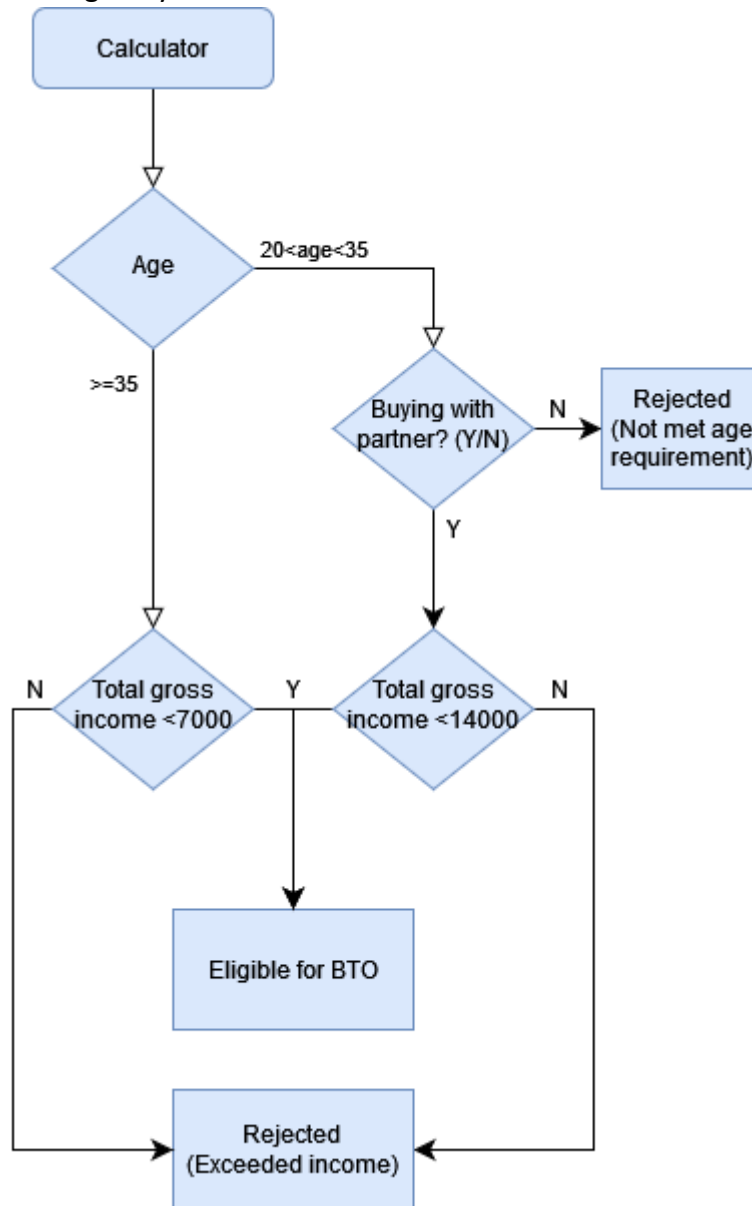 Calculator
Age
20<age<35
>=35
Buying with
partner? (Y/N)
N
Rejected
(Not met age
requirement)
Y
N
Total gross
income <7000
Y
Total gross
income <14000
N
Eligible for BTO
Rejected
(Exceeded income)